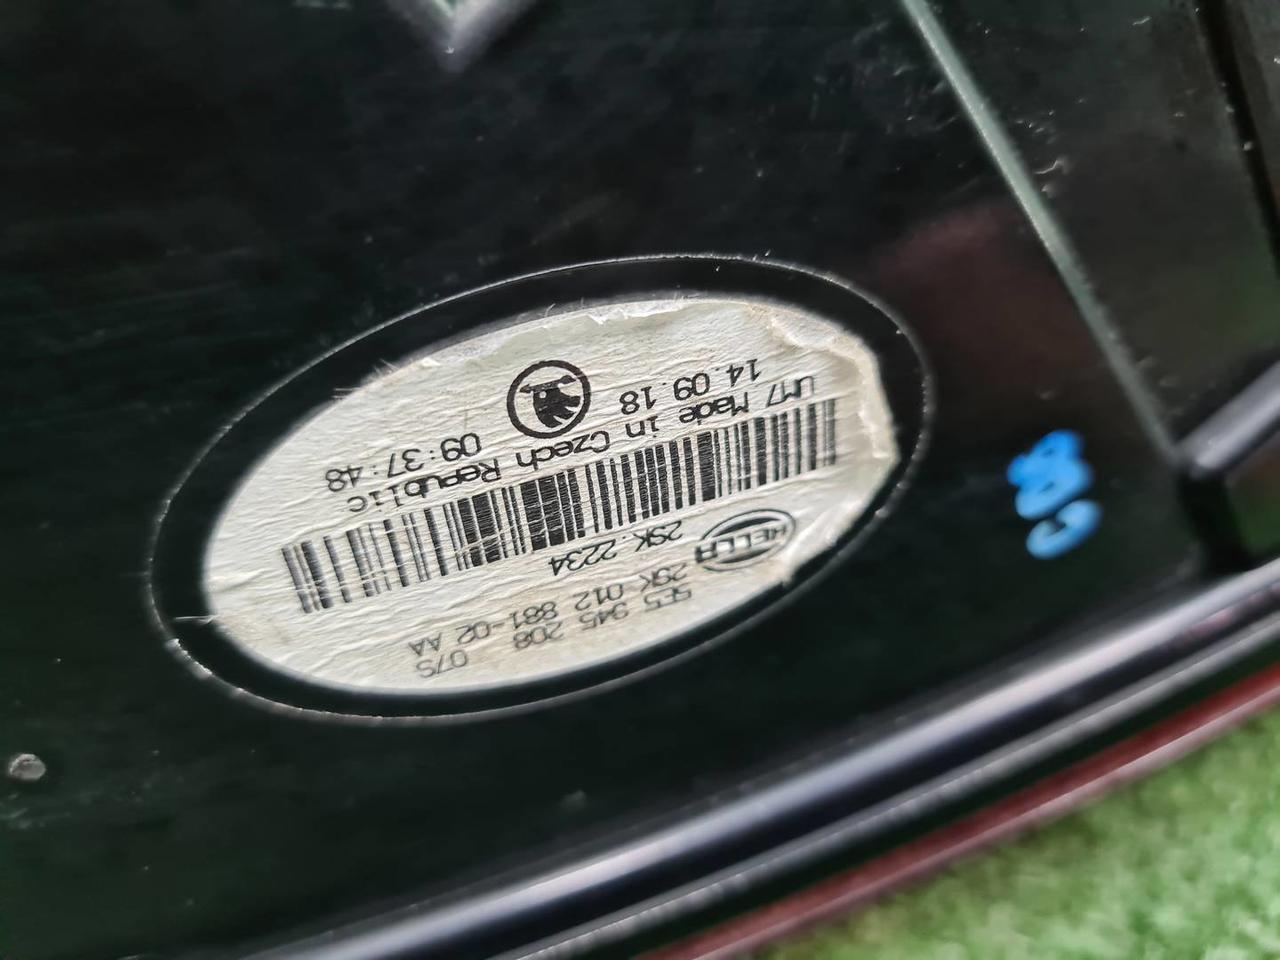 5E5 945 208 07S
2SK 012 881-02 AA
HELLA 2SK.2234
UM7 Made in Czech Republic
14.09.18 09:37:48